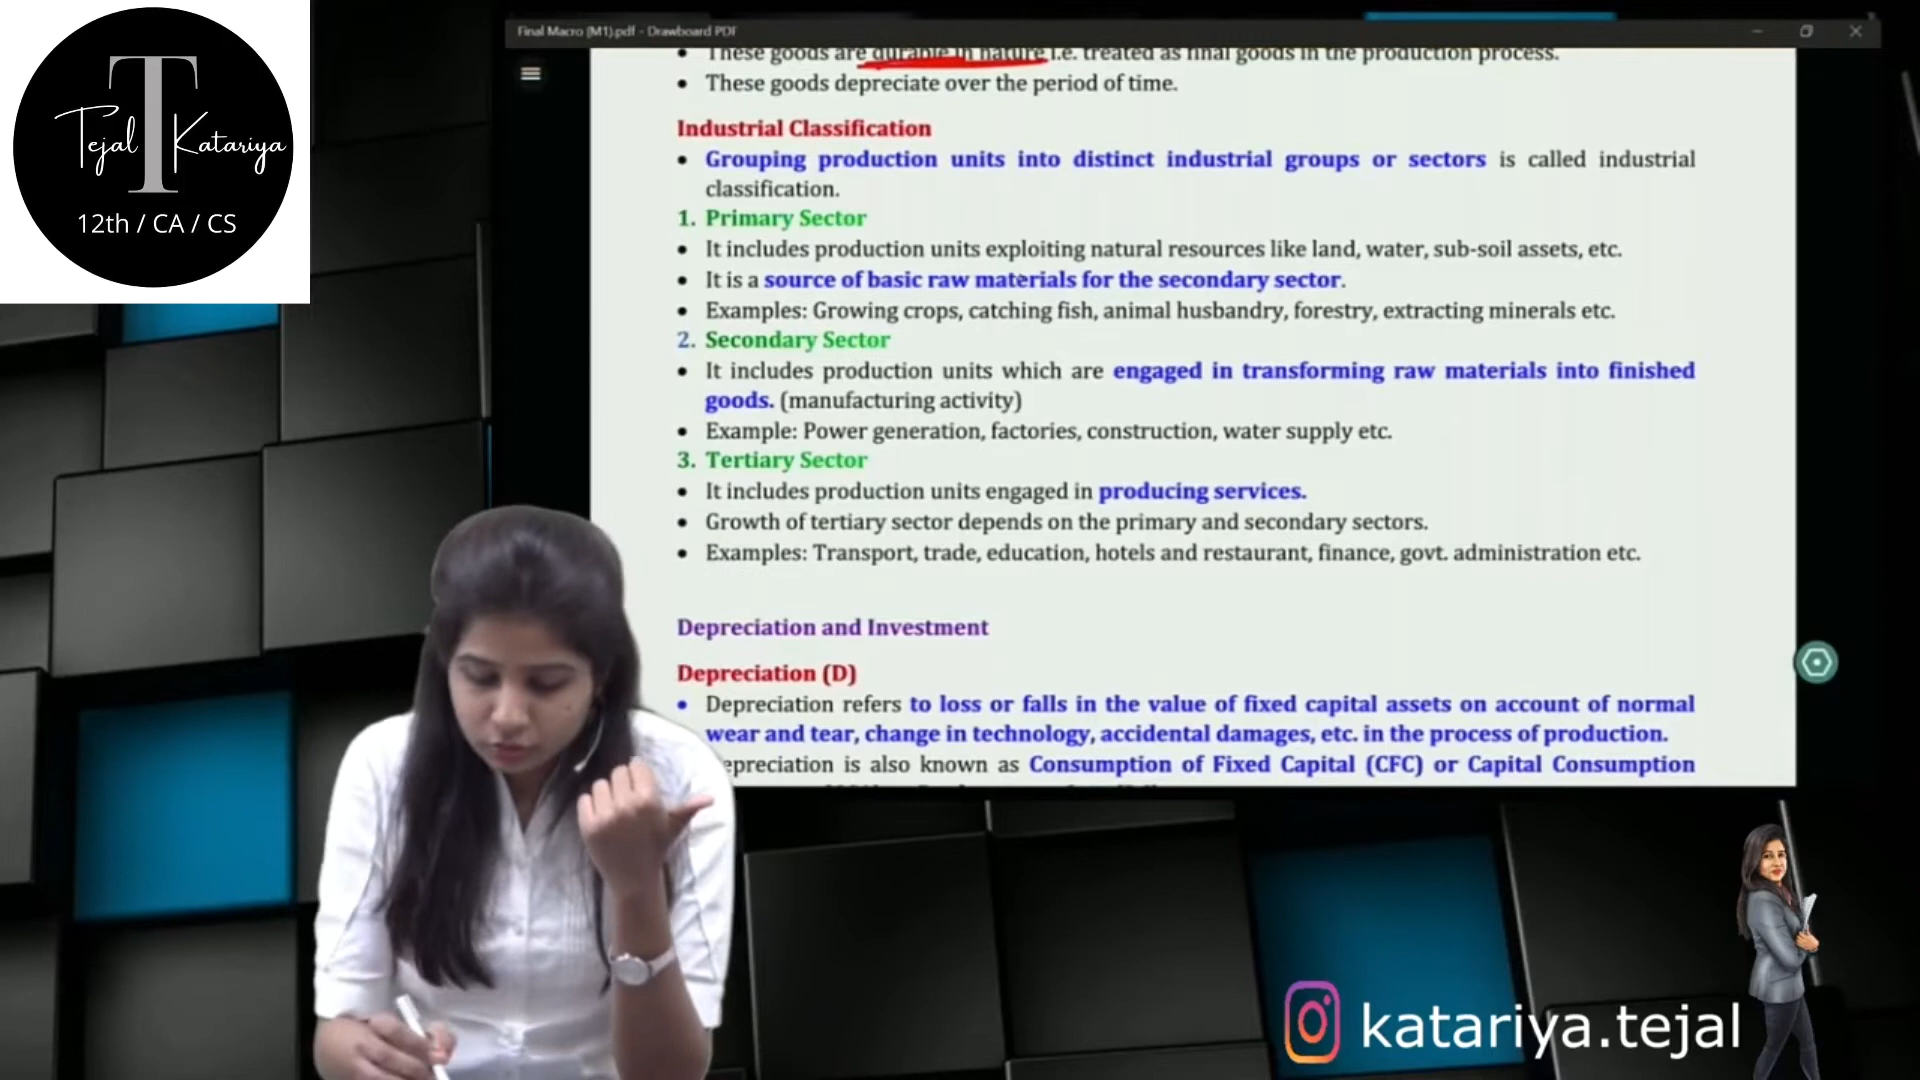 Tejal Katariya
12th / CA / CS
Final Macro (M1).pdf - Drawboard PDF
• These goods are durable in nature i.e. treated as final goods in the production process.
• These goods depreciate over the period of time.
Industrial Classification
• Grouping production units into distinct industrial groups or sectors is called industrial
classification.
1. Primary Sector
• It includes production units exploiting natural resources like land, water, sub-soil assets, etc.
• It is a source of basic raw materials for the secondary sector.
• Examples: Growing crops, catching fish, animal husbandry, forestry, extracting minerals etc.
2. Secondary Sector
• It includes production units which are engaged in transforming raw materials into finished
goods. (manufacturing activity)
• Example: Power generation, factories, construction, water supply etc.
3. Tertiary Sector
• It includes production units engaged in producing services.
• Growth of tertiary sector depends on the primary and secondary sectors.
• Examples: Transport, trade, education, hotels and restaurant, finance, govt. administration etc.
Depreciation and Investment
Depreciation (D)
• Depreciation refers to loss or falls in the value of fixed capital assets on account of normal
wear and tear, change in technology, accidental damages, etc. in the process of production.
epreciation is also known as Consumption of Fixed Capital (CFC) or Capital Consumption
katariya.tejal